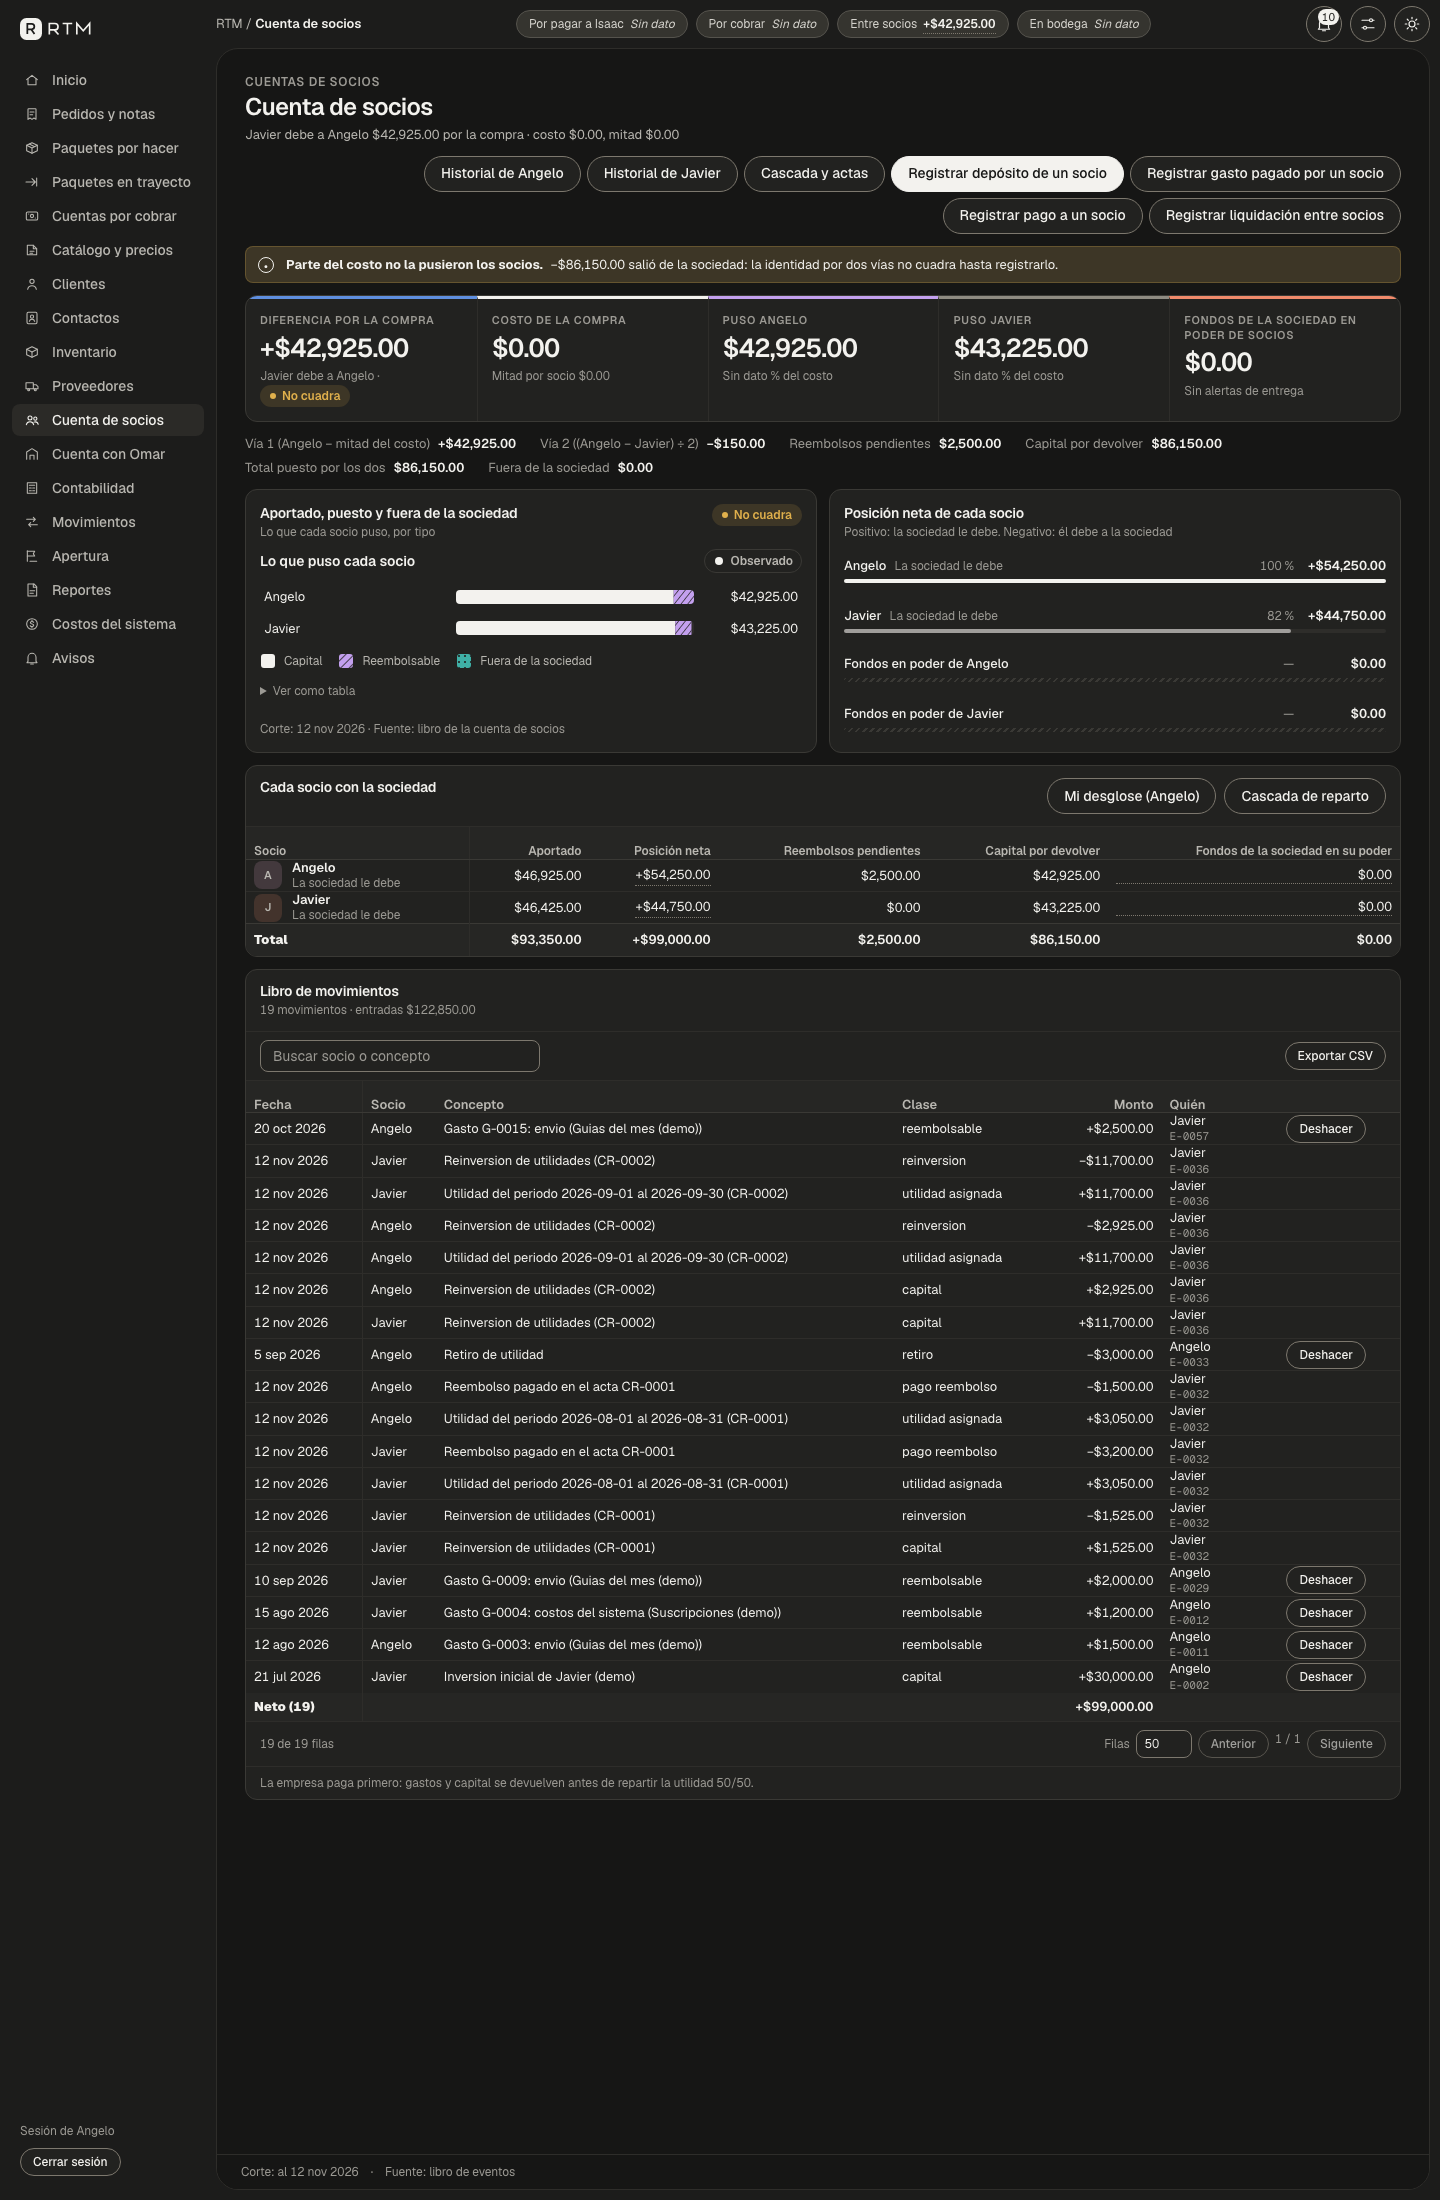 R RTM
RTM / Cuenta de socios
Por pagar a Isaac Sin dato
Por cobrar Sin dato
Entre socios +$42,925.00
En bodega Sin dato
10
Inicio
Pedidos y notas
Paquetes por hacer
Paquetes en trayecto
Cuentas por cobrar
Catálogo y precios
Clientes
Contactos
Inventario
Proveedores
Cuenta de socios
Cuenta con Omar
Contabilidad
Movimientos
Apertura
Reportes
Costos del sistema
Avisos
Sesión de Angelo
Cerrar sesión
CUENTAS DE SOCIOS
Cuenta de socios
Javier debe a Angelo $42,925.00 por la compra · costo $0.00, mitad $0.00
Historial de Angelo
Historial de Javier
Cascada y actas
Registrar depósito de un socio
Registrar gasto pagado por un socio
Registrar pago a un socio
Registrar liquidación entre socios
Parte del costo no la pusieron los socios. −$86,150.00 salió de la sociedad: la identidad por dos vías no cuadra hasta registrarlo.
DIFERENCIA POR LA COMPRA
+$42,925.00
Javier debe a Angelo ·
No cuadra
COSTO DE LA COMPRA
$0.00
Mitad por socio $0.00
PUSO ANGELO
$42,925.00
Sin dato % del costo
PUSO JAVIER
$43,225.00
Sin dato % del costo
FONDOS DE LA SOCIEDAD EN
PODER DE SOCIOS
$0.00
Sin alertas de entrega
Vía 1 (Angelo − mitad del costo) +$42,925.00 Vía 2 ((Angelo − Javier) ÷ 2) −$150.00 Reembolsos pendientes $2,500.00 Capital por devolver $86,150.00
Total puesto por los dos $86,150.00 Fuera de la sociedad $0.00
Aportado, puesto y fuera de la sociedad
No cuadra
Lo que cada socio puso, por tipo
Lo que puso cada socio
Observado
Angelo $42,925.00
Javier $43,225.00
Capital Reembolsable Fuera de la sociedad
Ver como tabla
Corte: 12 nov 2026 · Fuente: libro de la cuenta de socios
Posición neta de cada socio
Positivo: la sociedad le debe. Negativo: él debe a la sociedad
Angelo La sociedad le debe 100 % +$54,250.00
Javier La sociedad le debe 82 % +$44,750.00
Fondos en poder de Angelo — $0.00
Fondos en poder de Javier — $0.00
Cada socio con la sociedad
Mi desglose (Angelo)
Cascada de reparto
Socio Aportado Posición neta Reembolsos pendientes Capital por devolver Fondos de la sociedad en su poder
A Angelo La sociedad le debe $46,925.00 +$54,250.00 $2,500.00 $42,925.00 $0.00
J Javier La sociedad le debe $46,425.00 +$44,750.00 $0.00 $43,225.00 $0.00
Total $93,350.00 +$99,000.00 $2,500.00 $86,150.00 $0.00
Libro de movimientos
19 movimientos · entradas $122,850.00
Buscar socio o concepto
Exportar CSV
Fecha Socio Concepto Clase Monto Quién
20 oct 2026 Angelo Gasto G-0015: envio (Guias del mes (demo)) reembolsable +$2,500.00 Javier E-0057 Deshacer
12 nov 2026 Javier Reinversion de utilidades (CR-0002) reinversion −$11,700.00 Javier E-0036
12 nov 2026 Javier Utilidad del periodo 2026-09-01 al 2026-09-30 (CR-0002) utilidad asignada +$11,700.00 Javier E-0036
12 nov 2026 Angelo Reinversion de utilidades (CR-0002) reinversion −$2,925.00 Javier E-0036
12 nov 2026 Angelo Utilidad del periodo 2026-09-01 al 2026-09-30 (CR-0002) utilidad asignada +$11,700.00 Javier E-0036
12 nov 2026 Angelo Reinversion de utilidades (CR-0002) capital +$2,925.00 Javier E-0036
12 nov 2026 Javier Reinversion de utilidades (CR-0002) capital +$11,700.00 Javier E-0036
5 sep 2026 Angelo Retiro de utilidad retiro −$3,000.00 Angelo E-0033 Deshacer
12 nov 2026 Angelo Reembolso pagado en el acta CR-0001 pago reembolso −$1,500.00 Javier E-0032
12 nov 2026 Angelo Utilidad del periodo 2026-08-01 al 2026-08-31 (CR-0001) utilidad asignada +$3,050.00 Javier E-0032
12 nov 2026 Javier Reembolso pagado en el acta CR-0001 pago reembolso −$3,200.00 Javier E-0032
12 nov 2026 Javier Utilidad del periodo 2026-08-01 al 2026-08-31 (CR-0001) utilidad asignada +$3,050.00 Javier E-0032
12 nov 2026 Javier Reinversion de utilidades (CR-0001) reinversion −$1,525.00 Javier E-0032
12 nov 2026 Javier Reinversion de utilidades (CR-0001) capital +$1,525.00 Javier E-0032
10 sep 2026 Javier Gasto G-0009: envio (Guias del mes (demo)) reembolsable +$2,000.00 Angelo E-0029 Deshacer
15 ago 2026 Javier Gasto G-0004: costos del sistema (Suscripciones (demo)) reembolsable +$1,200.00 Angelo E-0012 Deshacer
12 ago 2026 Angelo Gasto G-0003: envio (Guias del mes (demo)) reembolsable +$1,500.00 Angelo E-0011 Deshacer
21 jul 2026 Javier Inversion inicial de Javier (demo) capital +$30,000.00 Angelo E-0002 Deshacer
Neto (19) +$99,000.00
19 de 19 filas
Filas 50 Anterior 1 / 1 Siguiente
La empresa paga primero: gastos y capital se devuelven antes de repartir la utilidad 50/50.
Corte: al 12 nov 2026 · Fuente: libro de eventos